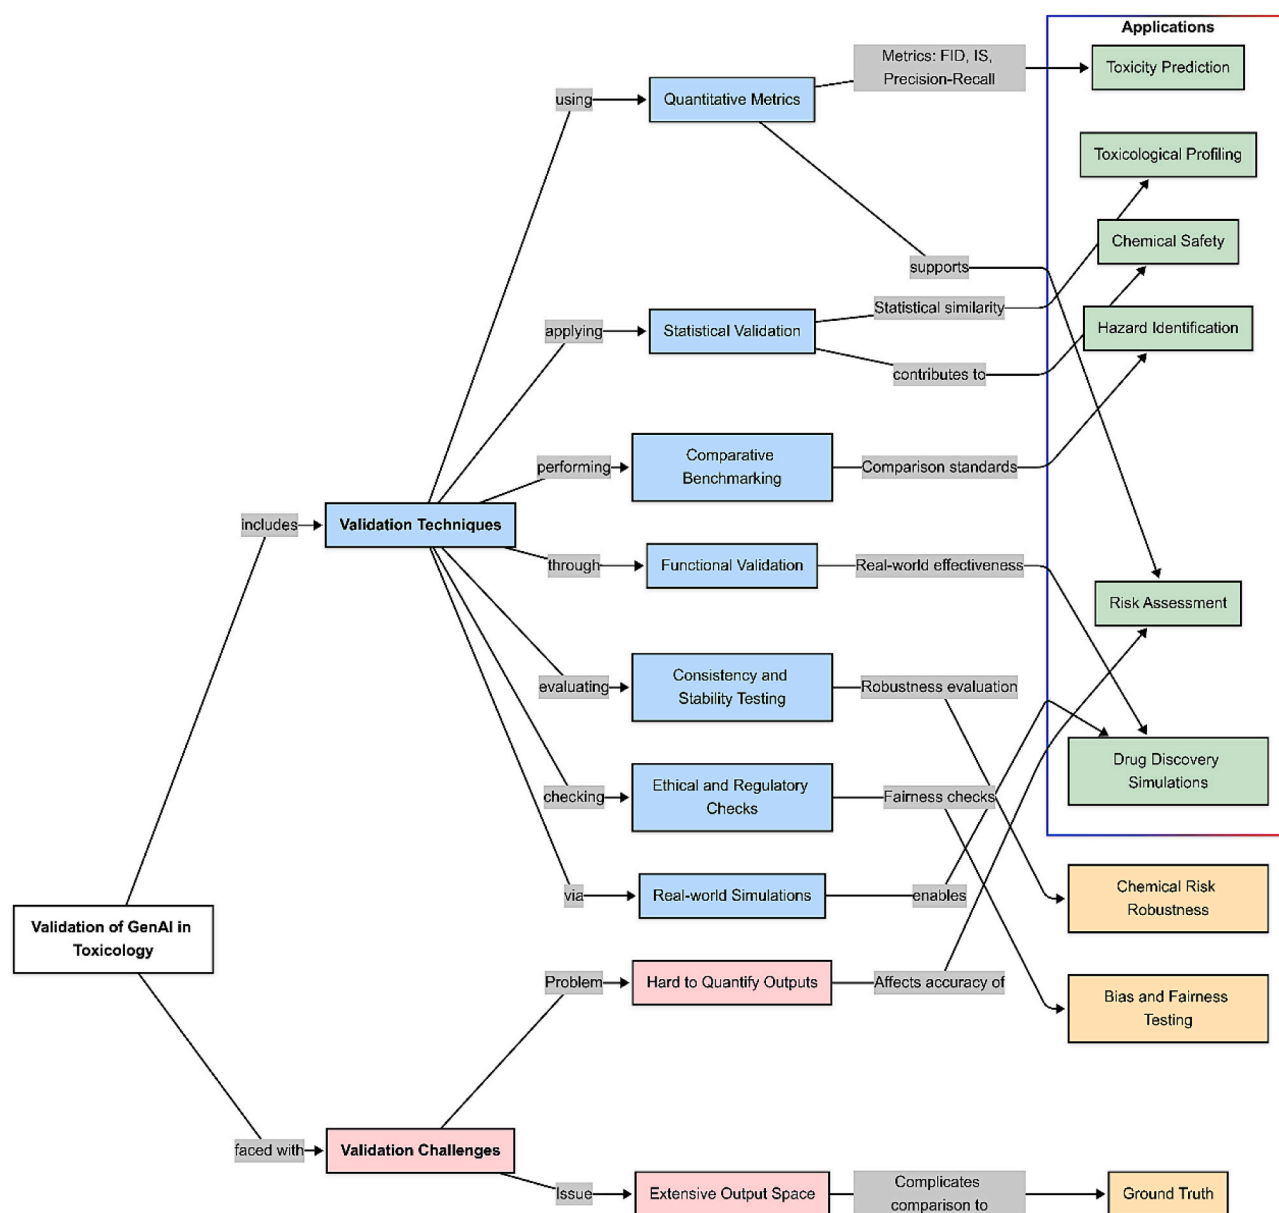 Applications
Metrics: FID, IS,
Precision-Recall
Toxicity Prediction
using
Quantitative Metrics
Toxicological Profiling
Chemical Safety
supports
Statistical similarity
applying
Statistical Validation
Hazard Identification
contributes to
performing
Comparative
Benchmarking
Comparison standards
includes
Validation Techniques
through
Functional Validation
Real-world effectiveness
Risk Assessment
evaluating
Consistency and
Stability Testing
Robustness evaluation
Drug Discovery
Simulations
checking
Ethical and Regulatory
Checks
Fairness checks
via
Real-world Simulations
enables
Chemical Risk
Robustness
Validation of GenAI in
Toxicology
Problem
Hard to Quantify Outputs
Affects accuracy of
Bias and Fairness
Testing
faced with
Validation Challenges
Issue
Extensive Output Space
Complicates
comparison to
Ground Truth